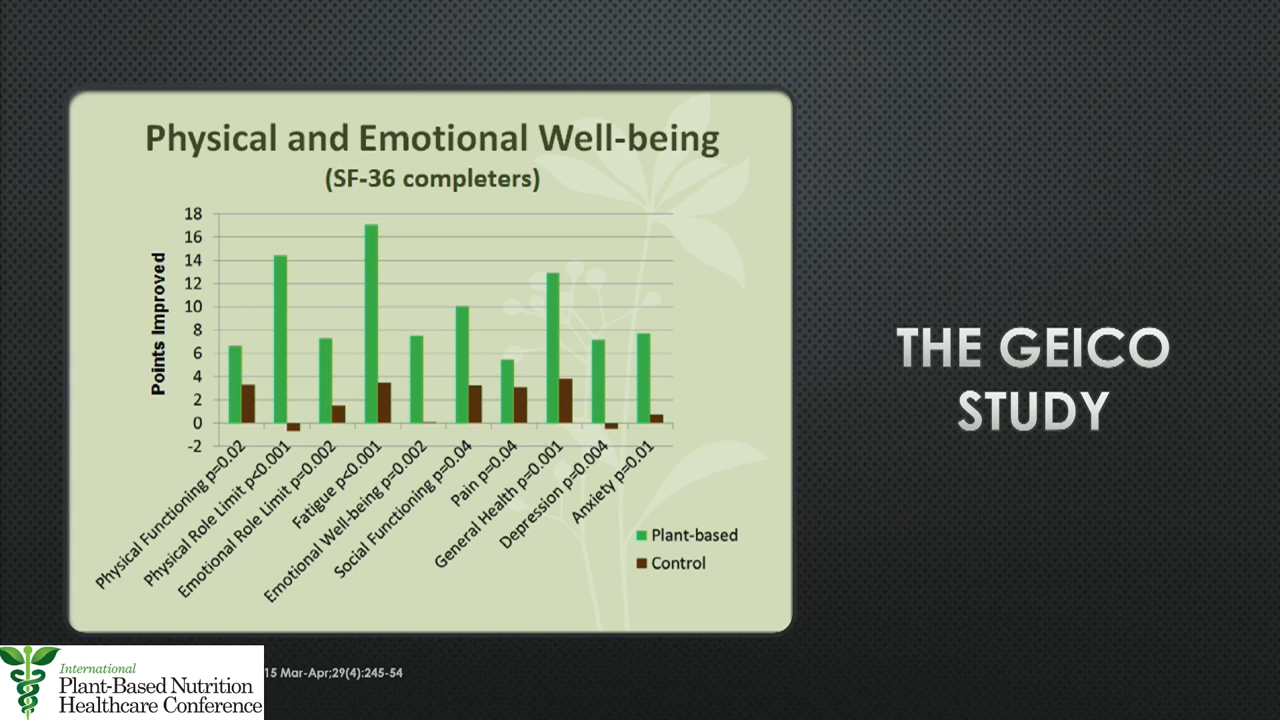 Physical and Emotional Well-being
(SF-36 completers)
Points Improved
18
16
14
12
10
8
6
4
2
0
-2
Physical Functioning p=0.02
Physical Role Limit p<0.001
Emotional Role Limit p=0.002
Fatigue p<0.001
Emotional Well-being p=0.002
Social Functioning p=0.04
Pain p=0.04
General Health p=0.001
Depression p=0.004
Anxiety p=0.01
Plant-based
Control
THE GEICO
STUDY
15 Mar-Apr;29(4):245-54
International
Plant-Based Nutrition
Healthcare Conference